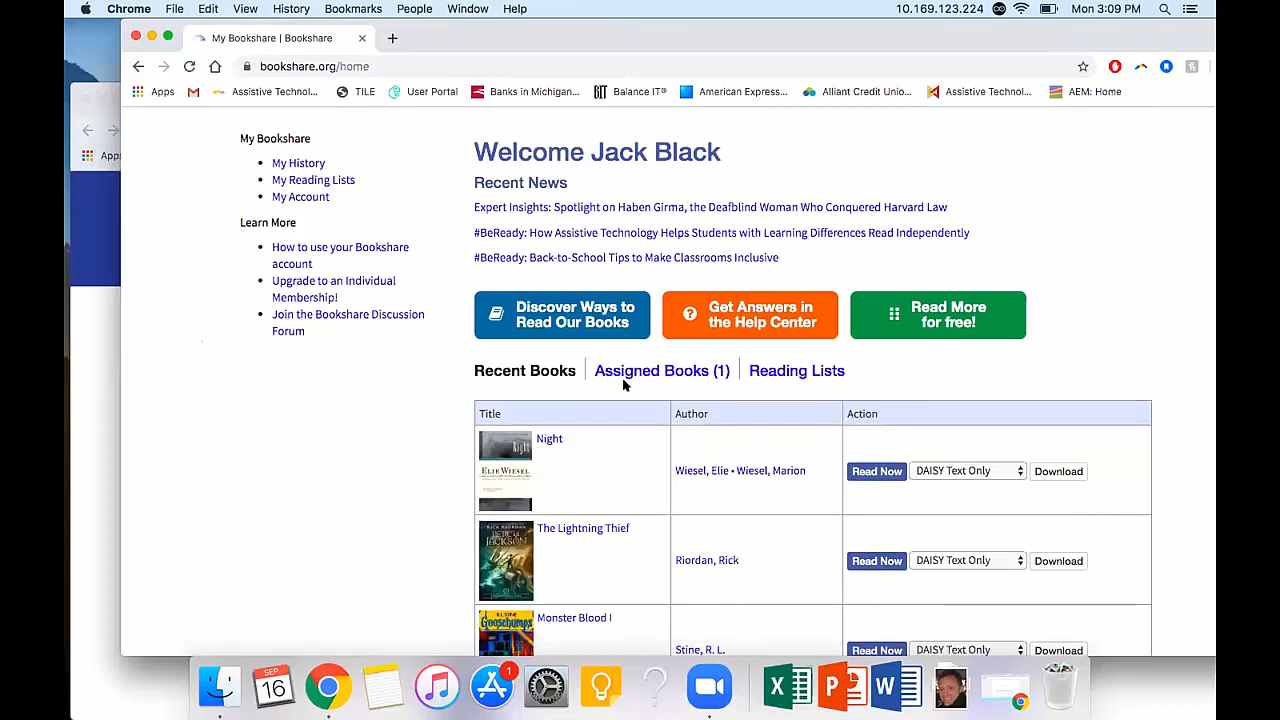 Chrome File Edit View History Bookmarks People Window Help 10.169.123.224 Mon 3:09 PM
My Bookshare | Bookshare
bookshare.org/home
Apps Assistive Technol... TILE User Portal Banks in Michigan... Balance IT® American Express... Alliant Credit Unio... Assistive Technol... AEM: Home
Apps
My Bookshare
My History
My Reading Lists
My Account
Learn More
How to use your Bookshare
account
Upgrade to an Individual
Membership!
Join the Bookshare Discussion
Forum
Welcome Jack Black
Recent News
Expert Insights: Spotlight on Haben Girma, the Deafblind Woman Who Conquered Harvard Law
#BeReady: How Assistive Technology Helps Students with Learning Differences Read Independently
#BeReady: Back-to-School Tips to Make Classrooms Inclusive
Discover Ways to
Read Our Books
Get Answers in
the Help Center
Read More
for free!
Recent Books Assigned Books (1) Reading Lists
Title Author Action
Night
Night
ELIE WIESEL
Wiesel, Elie • Wiesel, Marion Read Now DAISY Text Only Download
The Lightning Thief
RICK RIORDAN
PERCY
JACKSON
Riordan, Rick Read Now DAISY Text Only Download
Monster Blood I
R.L. STINE
Goosebumps
Stine, R. L. Read Now DAISY Text Only Download
SEP
16
1
X P W